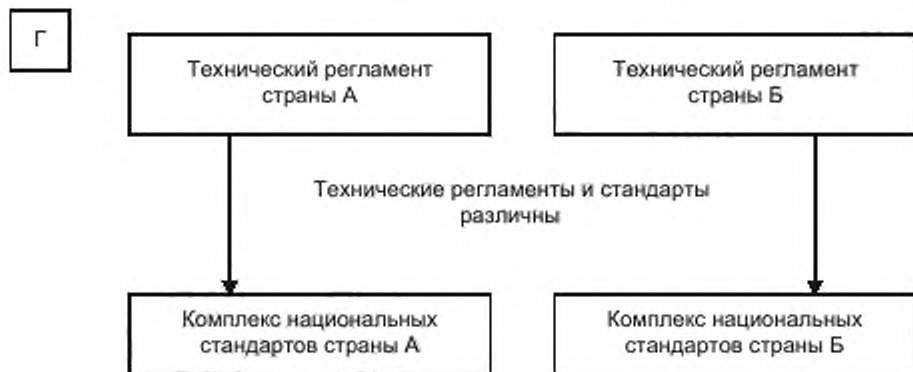 Г
Технический регламент
страны А
Технический регламент
страны Б
Технические регламенты и стандарты
различны
Комплекс национальных
стандартов страны А
Комплекс национальных
стандартов страны Б